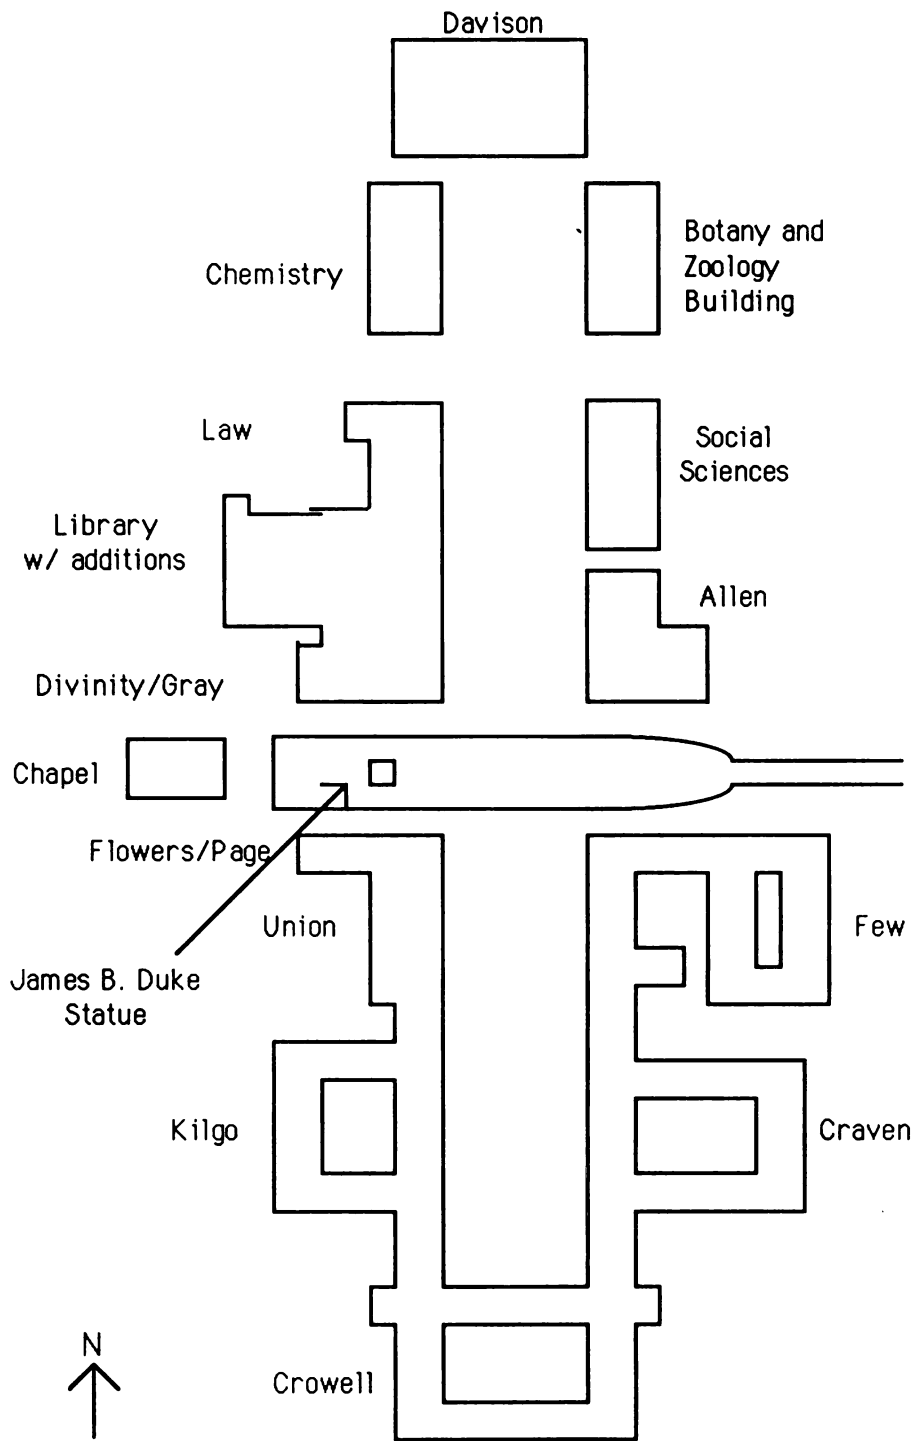 Davison
Botany and
Zoology
Building
Chemistry
Law
Social
Sciences
Library
w/ additions
Allen
Divinity/Gray
Chapel
Flowers/Page
Union
Few
James B. Duke
Statue
Kilgo
Craven
N
Crowell